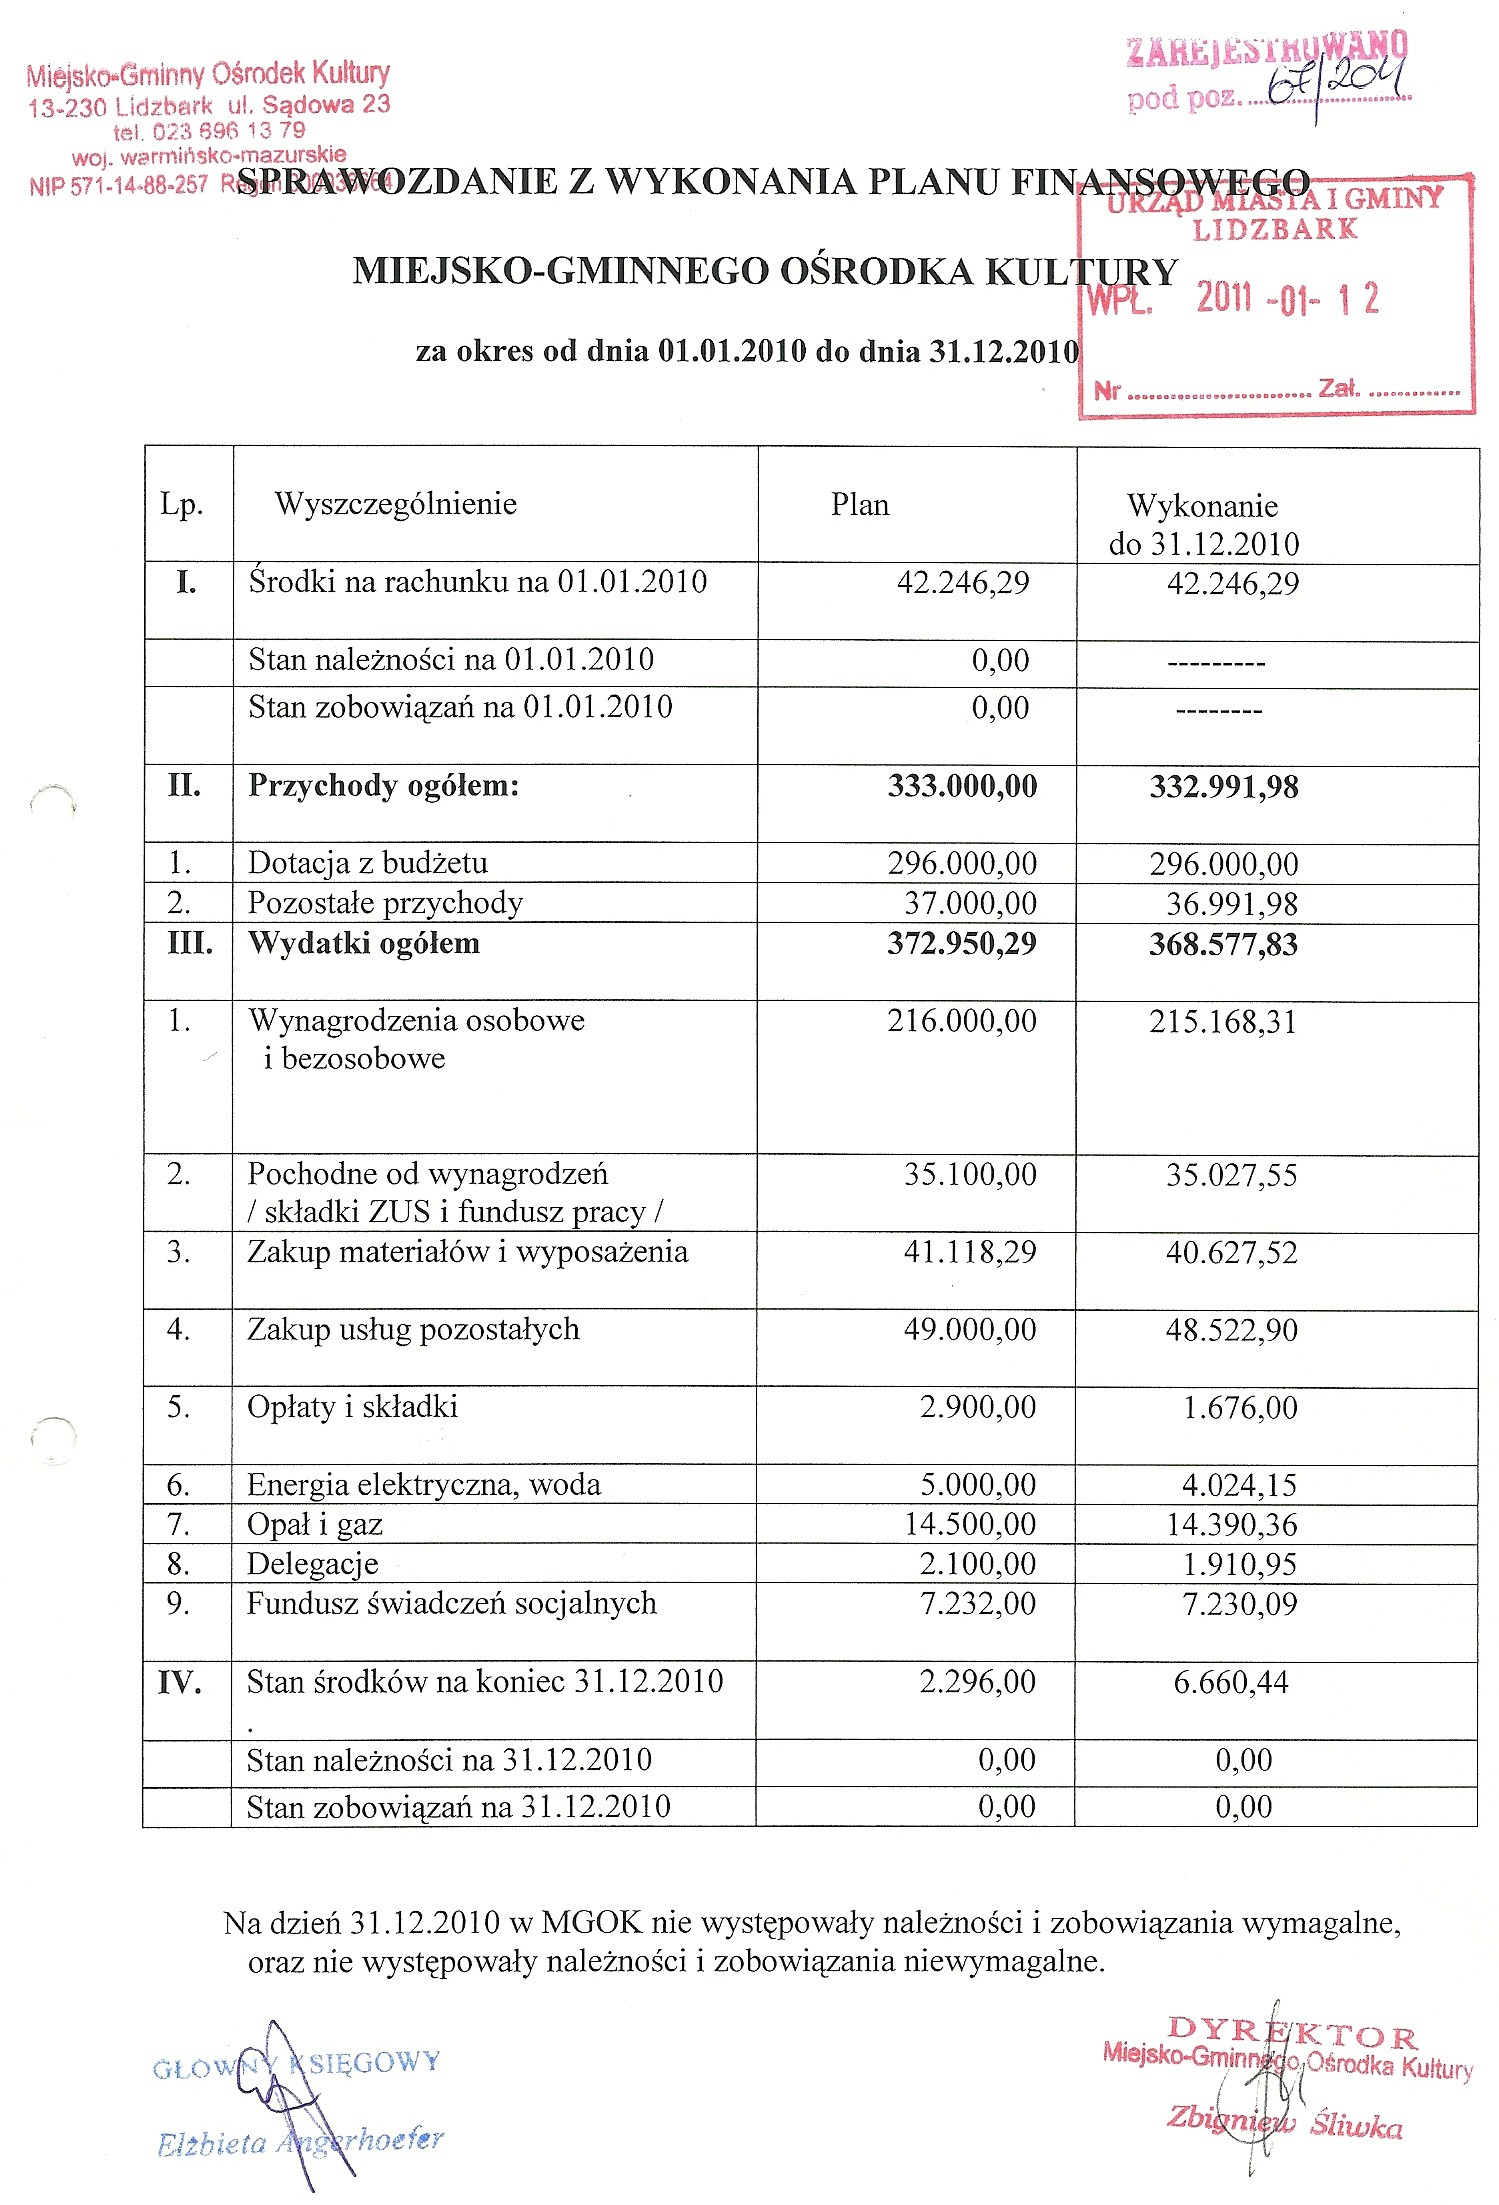 ZAREJESTROWANO
pod poz. 67/2011
Miejsko-Gminny Ośrodek Kultury
13-230 Lidzbark ul. Sądowa 23
tel. 023 696 13 79
woj. warmińsko-mazurskie
NIP 571-14-88-257
SPRAWOZDANIE Z WYKONANIA PLANU FINANSOWEGO
URZĄD MIASTA I GMINY
LIDZBARK
MIEJSKO-GMINNEGO OŚRODKA KULTURY
WPŁ. 2011 -01- 12
za okres od dnia 01.01.2010 do dnia 31.12.2010
Nr .......................... Zał. .............
Lp. Wyszczególnienie Plan Wykonanie
do 31.12.2010
I. Środki na rachunku na 01.01.2010 42.246,29 42.246,29
Stan należności na 01.01.2010 0,00 ---------
Stan zobowiązań na 01.01.2010 0,00 --------
II. Przychody ogółem: 333.000,00 332.991,98
1. Dotacja z budżetu 296.000,00 296.000,00
2. Pozostałe przychody 37.000,00 36.991,98
III. Wydatki ogółem 372.950,29 368.577,83
1. Wynagrodzenia osobowe 216.000,00 215.168,31
i bezosobowe
2. Pochodne od wynagrodzeń 35.100,00 35.027,55
/ składki ZUS i fundusz pracy /
3. Zakup materiałów i wyposażenia 41.118,29 40.627,52
4. Zakup usług pozostałych 49.000,00 48.522,90
5. Opłaty i składki 2.900,00 1.676,00
6. Energia elektryczna, woda 5.000,00 4.024,15
7. Opał i gaz 14.500,00 14.390,36
8. Delegacje 2.100,00 1.910,95
9. Fundusz świadczeń socjalnych 7.232,00 7.230,09
IV. Stan środków na koniec 31.12.2010 2.296,00 6.660,44
.
Stan należności na 31.12.2010 0,00 0,00
Stan zobowiązań na 31.12.2010 0,00 0,00
Na dzień 31.12.2010 w MGOK nie występowały należności i zobowiązania wymagalne,
oraz nie występowały należności i zobowiązania niewymagalne.
GŁOWNY KSIĘGOWY
Elżbieta Angerhoefer
DYREKTOR
Miejsko-Gminnego Ośrodka Kultury
Zbigniew Śliwka